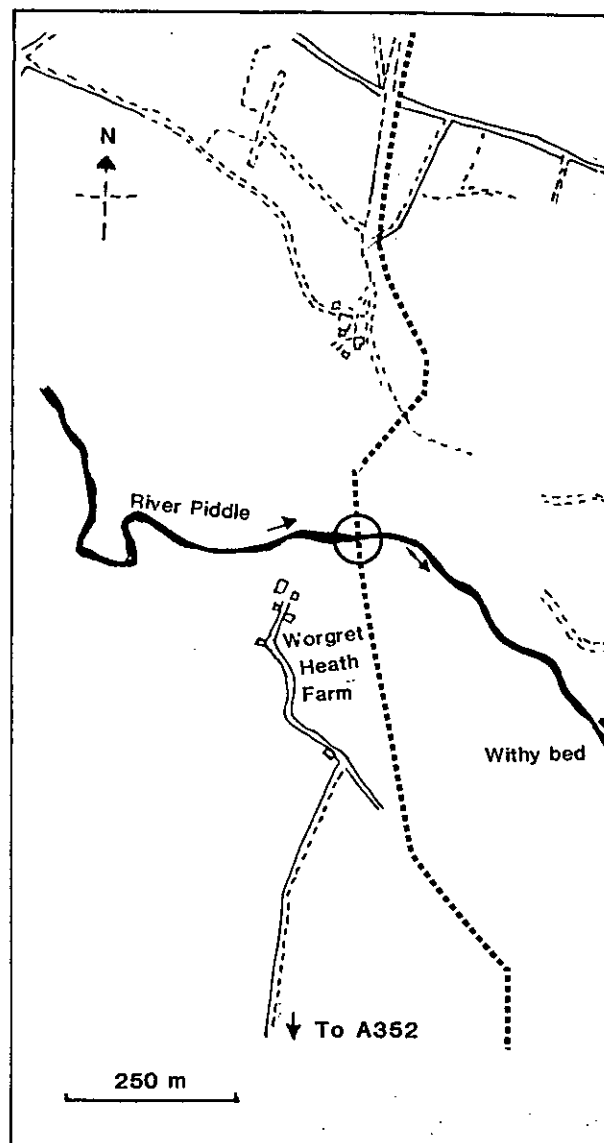 N
River Piddle
Worgret
Heath
Farm
Withy bed
To A352
250 m